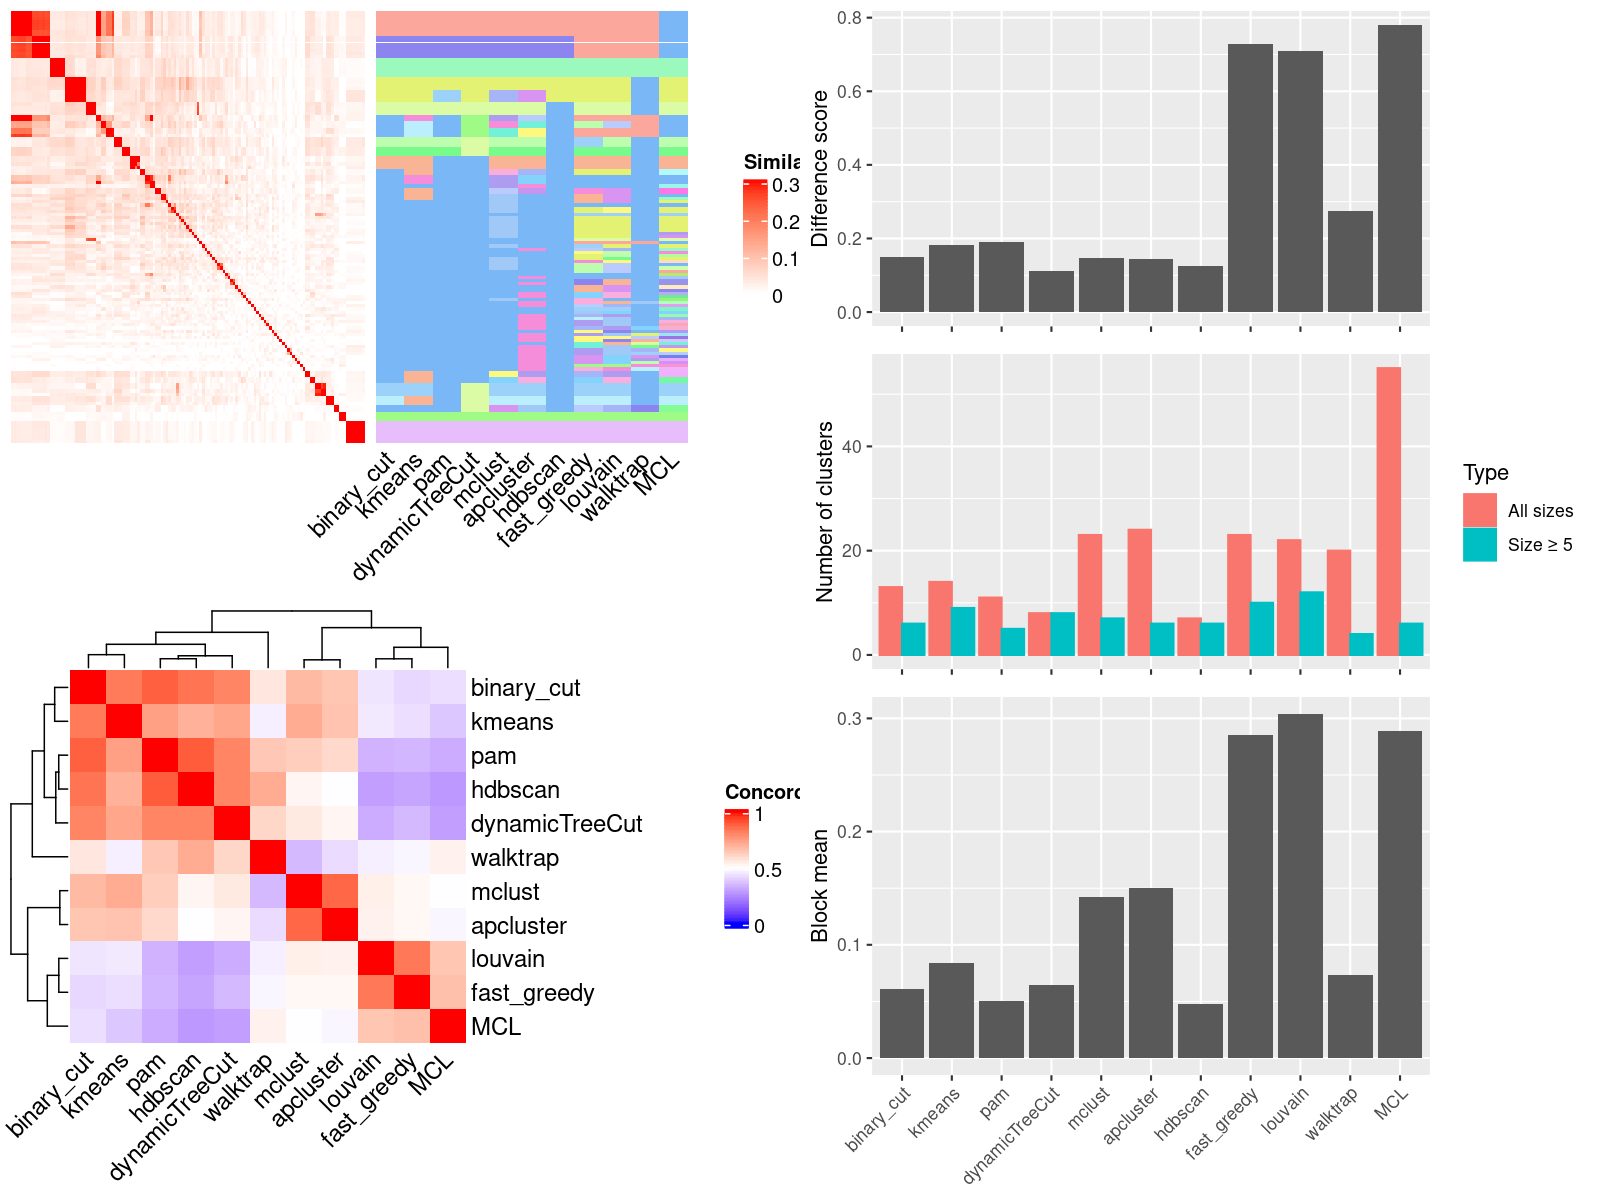 Simila
0.3
0.2
0.1
0
binary_cut
kmeans
pam
dynamicTreeCut
mclust
apcluster
hdbscan
fast_greedy
louvain
walktrap
MCL
binary_cut
kmeans
pam
hdbscan
dynamicTreeCut
walktrap
mclust
apcluster
louvain
fast_greedy
MCL
Concord
1
0.5
0
binary_cut
kmeans
pam
hdbscan
dynamicTreeCut
walktrap
mclust
apcluster
louvain
fast_greedy
MCL
Difference score
0.8
0.6
0.4
0.2
0.0
Number of clusters
40
20
0
Type
All sizes
Size ≥ 5
Block mean
0.3
0.2
0.1
0.0
binary_cut
kmeans
pam
dynamicTreeCut
mclust
apcluster
hdbscan
fast_greedy
louvain
walktrap
MCL